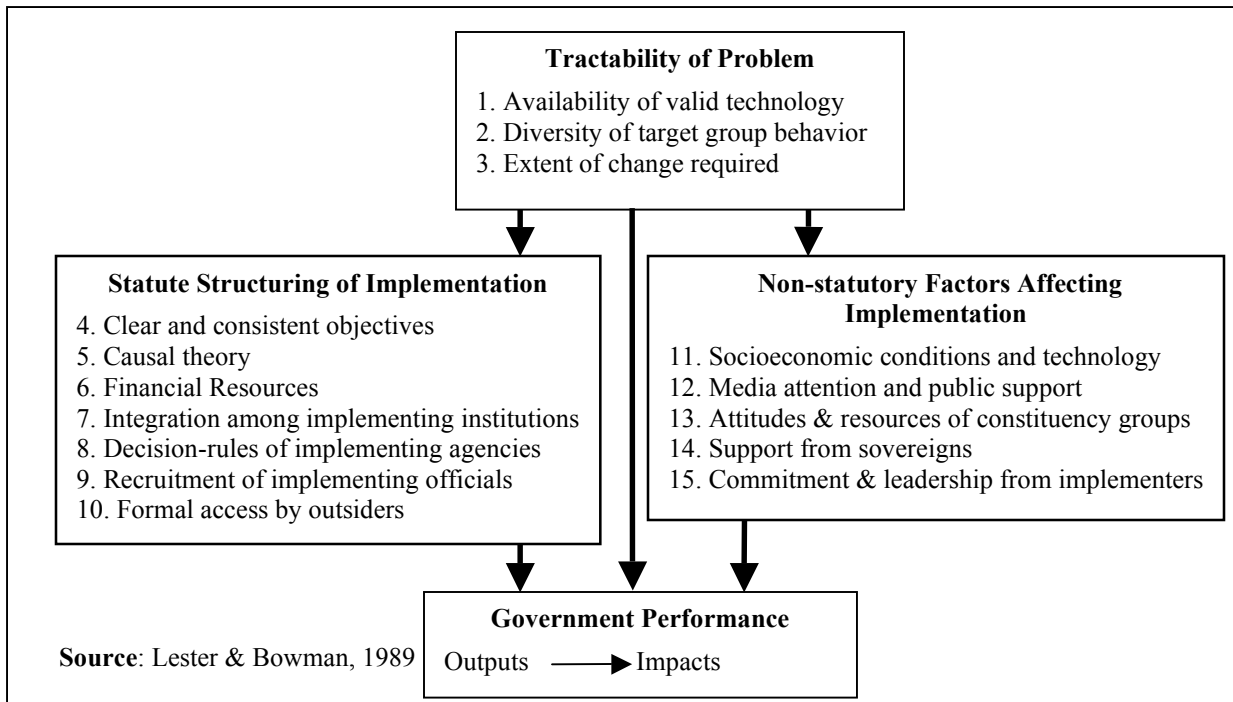 Tractability of Problem
1. Availability of valid technology
2. Diversity of target group behavior
3. Extent of change required
Statute Structuring of Implementation
4. Clear and consistent objectives
5. Causal theory
6. Financial Resources
7. Integration among implementing institutions
8. Decision-rules of implementing agencies
9. Recruitment of implementing officials
10. Formal access by outsiders
Non-statutory Factors Affecting
Implementation
11. Socioeconomic conditions and technology
12. Media attention and public support
13. Attitudes & resources of constituency groups
14. Support from sovereigns
15. Commitment & leadership from implementers
Government Performance
Outputs Impacts
Source: Lester & Bowman, 1989